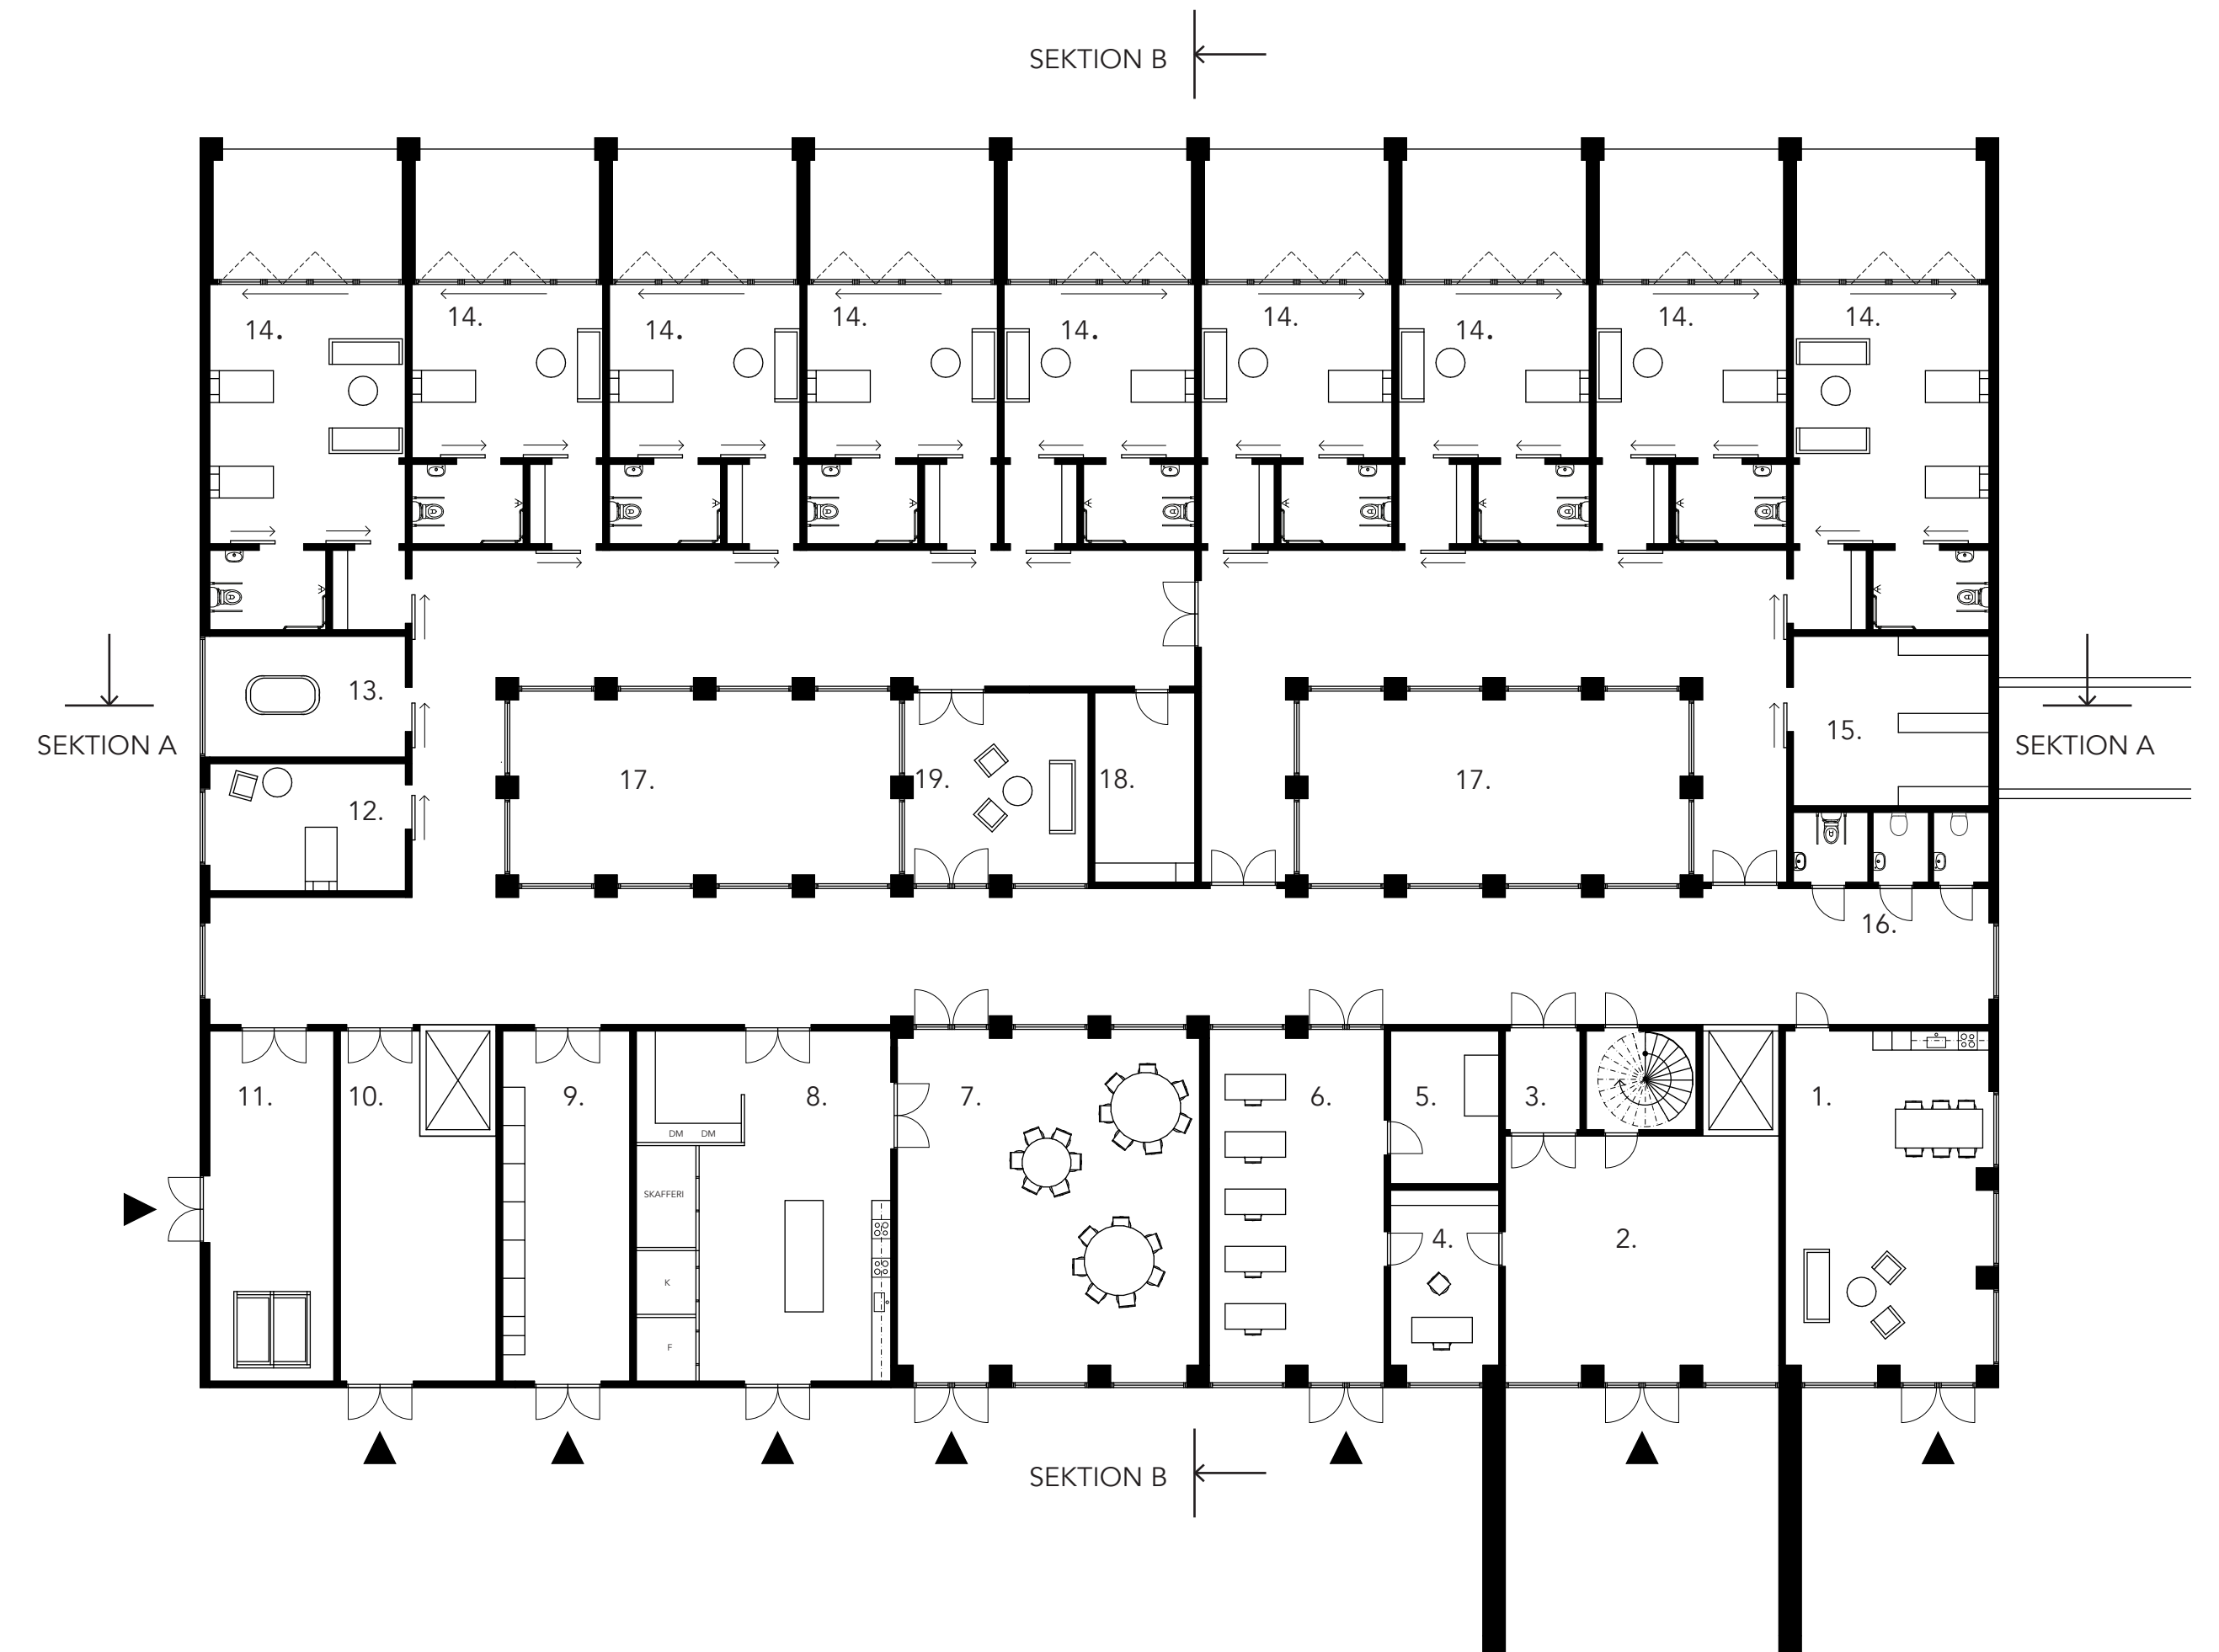 SEKTION B
14. 14. 14. 14. 14. 14. 14. 14. 14.
13.
SEKTION A
15.
SEKTION A
12.
17.
19.
18.
17.
16.
11.
10.
9.
8.
7.
6.
5.
3.
1.
DM DM
SKAFFERI
4.
2.
K
F
SEKTION B